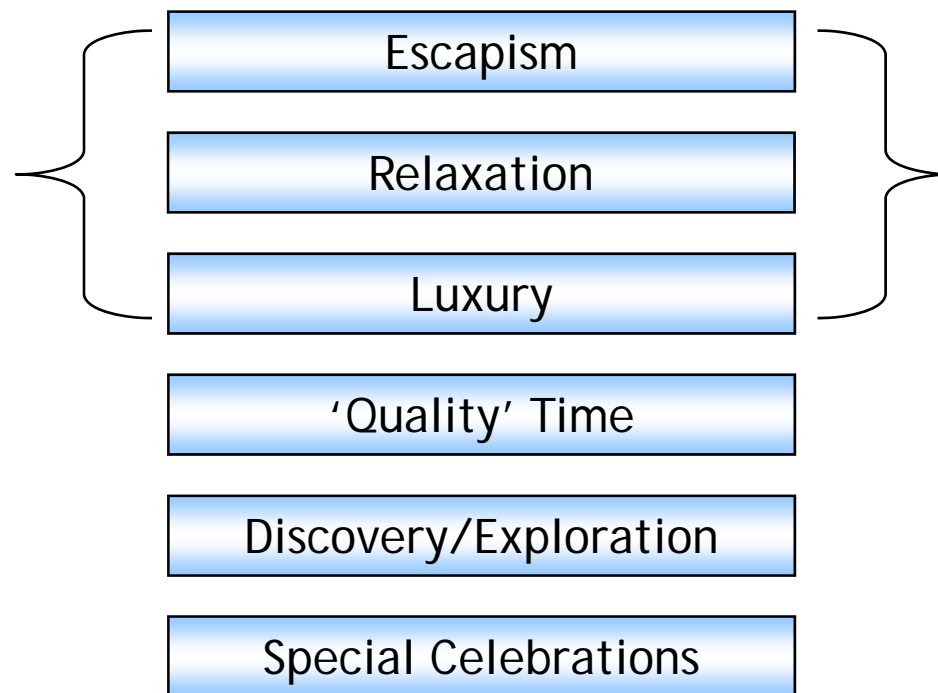 Escapism
Relaxation
Luxury
‘Quality’ Time
Discovery/Exploration
Special Celebrations